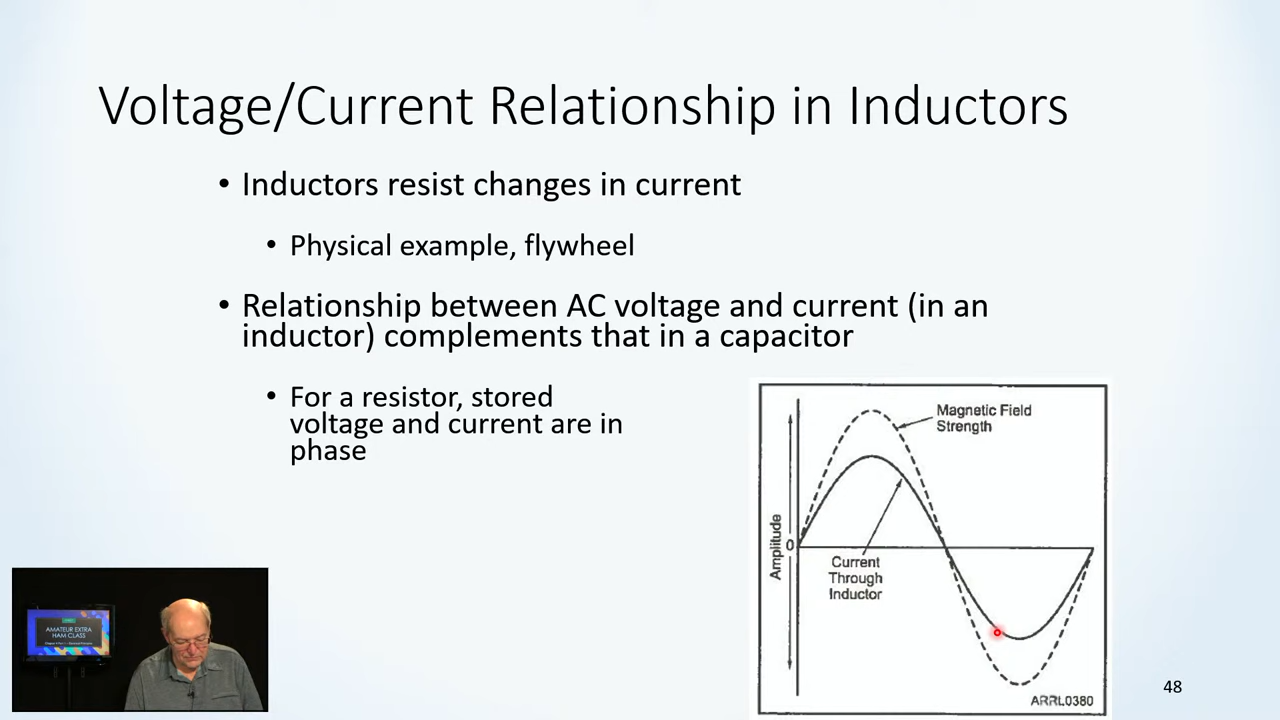 Voltage/Current Relationship in Inductors
• Inductors resist changes in current
• Physical example, flywheel
• Relationship between AC voltage and current (in an
inductor) complements that in a capacitor
• For a resistor, stored
voltage and current are in
phase
Magnetic Field
Strength
Amplitude
0
Current
Through
Inductor
ARRL0380
AMATEUR EXTRA
HAM CLASS
48